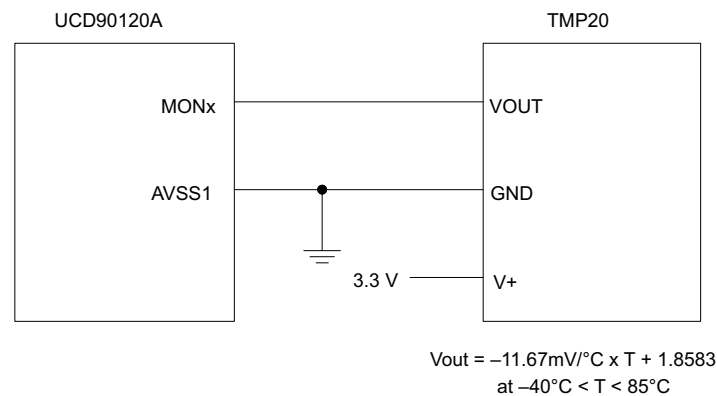 UCD90120A
TMP20
MONx
VOUT
AVSS1
GND
3.3 V
V+
Vout = –11.67mV/°C x T + 1.8583
at –40°C < T < 85°C